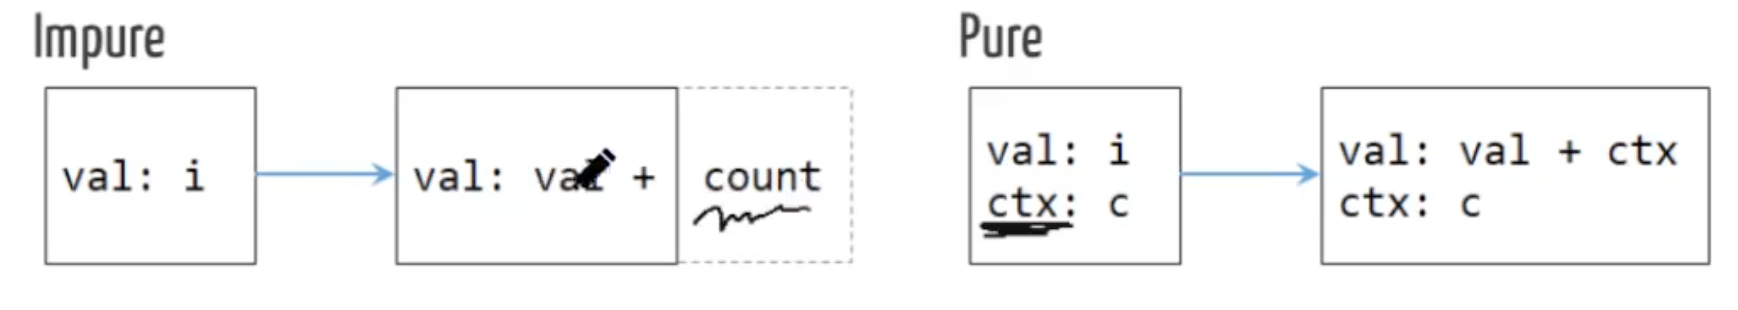 Impure
val: i
val: val +
count
Pure
val: i
ctx: c
val: val + ctx
ctx: c